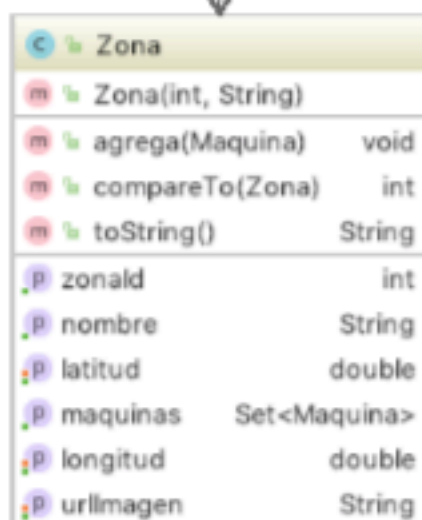 C Zona
m Zona(int, String)
m agrega(Maquina) void
m compareTo(Zona) int
m toString() String
P zonaId int
P nombre String
P latitud double
P maquinas Set<Maquina>
P longitud double
P urlImagen String